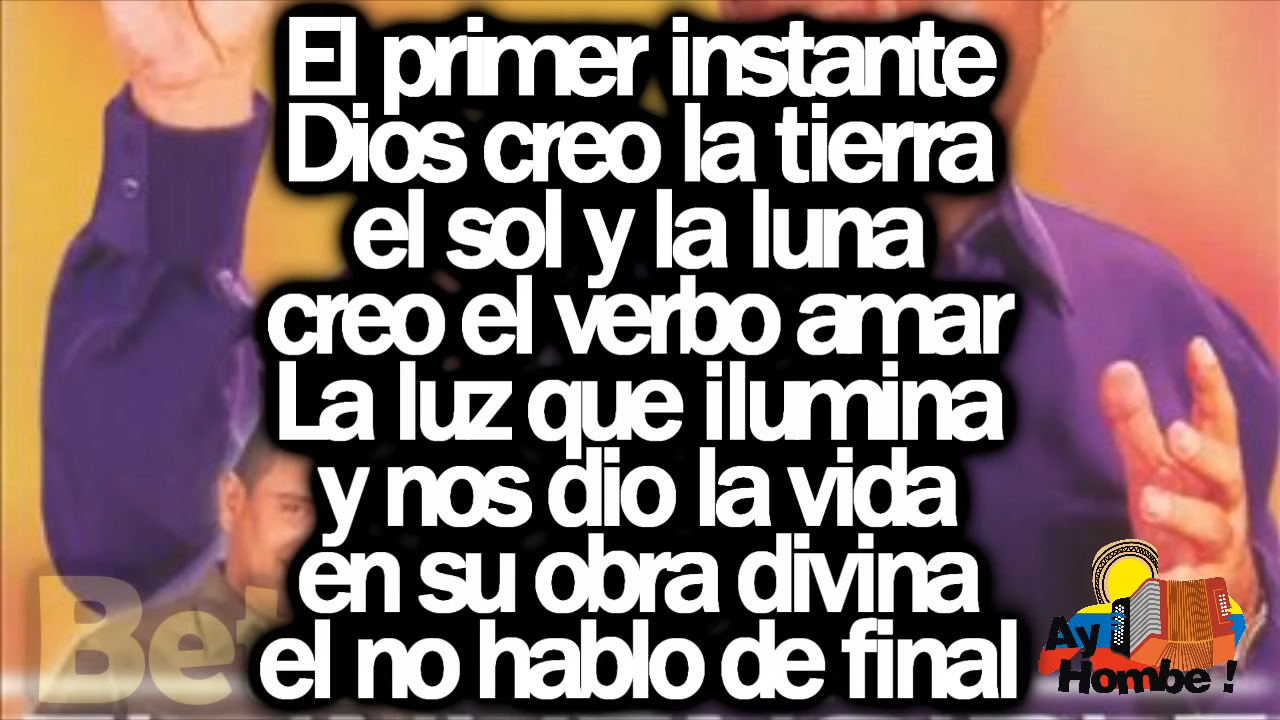 El primer instante
Dios creo la tierra
el sol y la luna
creo el verbo amar
La luz que ilumina
y nos dio la vida
en su obra divina
el no hablo de final
Bet
Ay
Hombe !